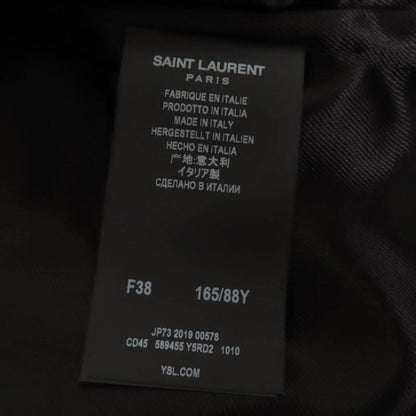 SAINT LAURENT
PARIS
FABRIQUE EN ITALIE
PRODOTTO IN ITALIA
MADE IN ITALY
HERGESTELLT IN ITALIEN
HECHO EN ITALIA
产地:意大利
イタリア製
СДЕЛАНО В ИТАЛИИ
F38 165/88Y
JP73 2019 00578
CD45 589455 Y5RD2 1010
YSL.COM